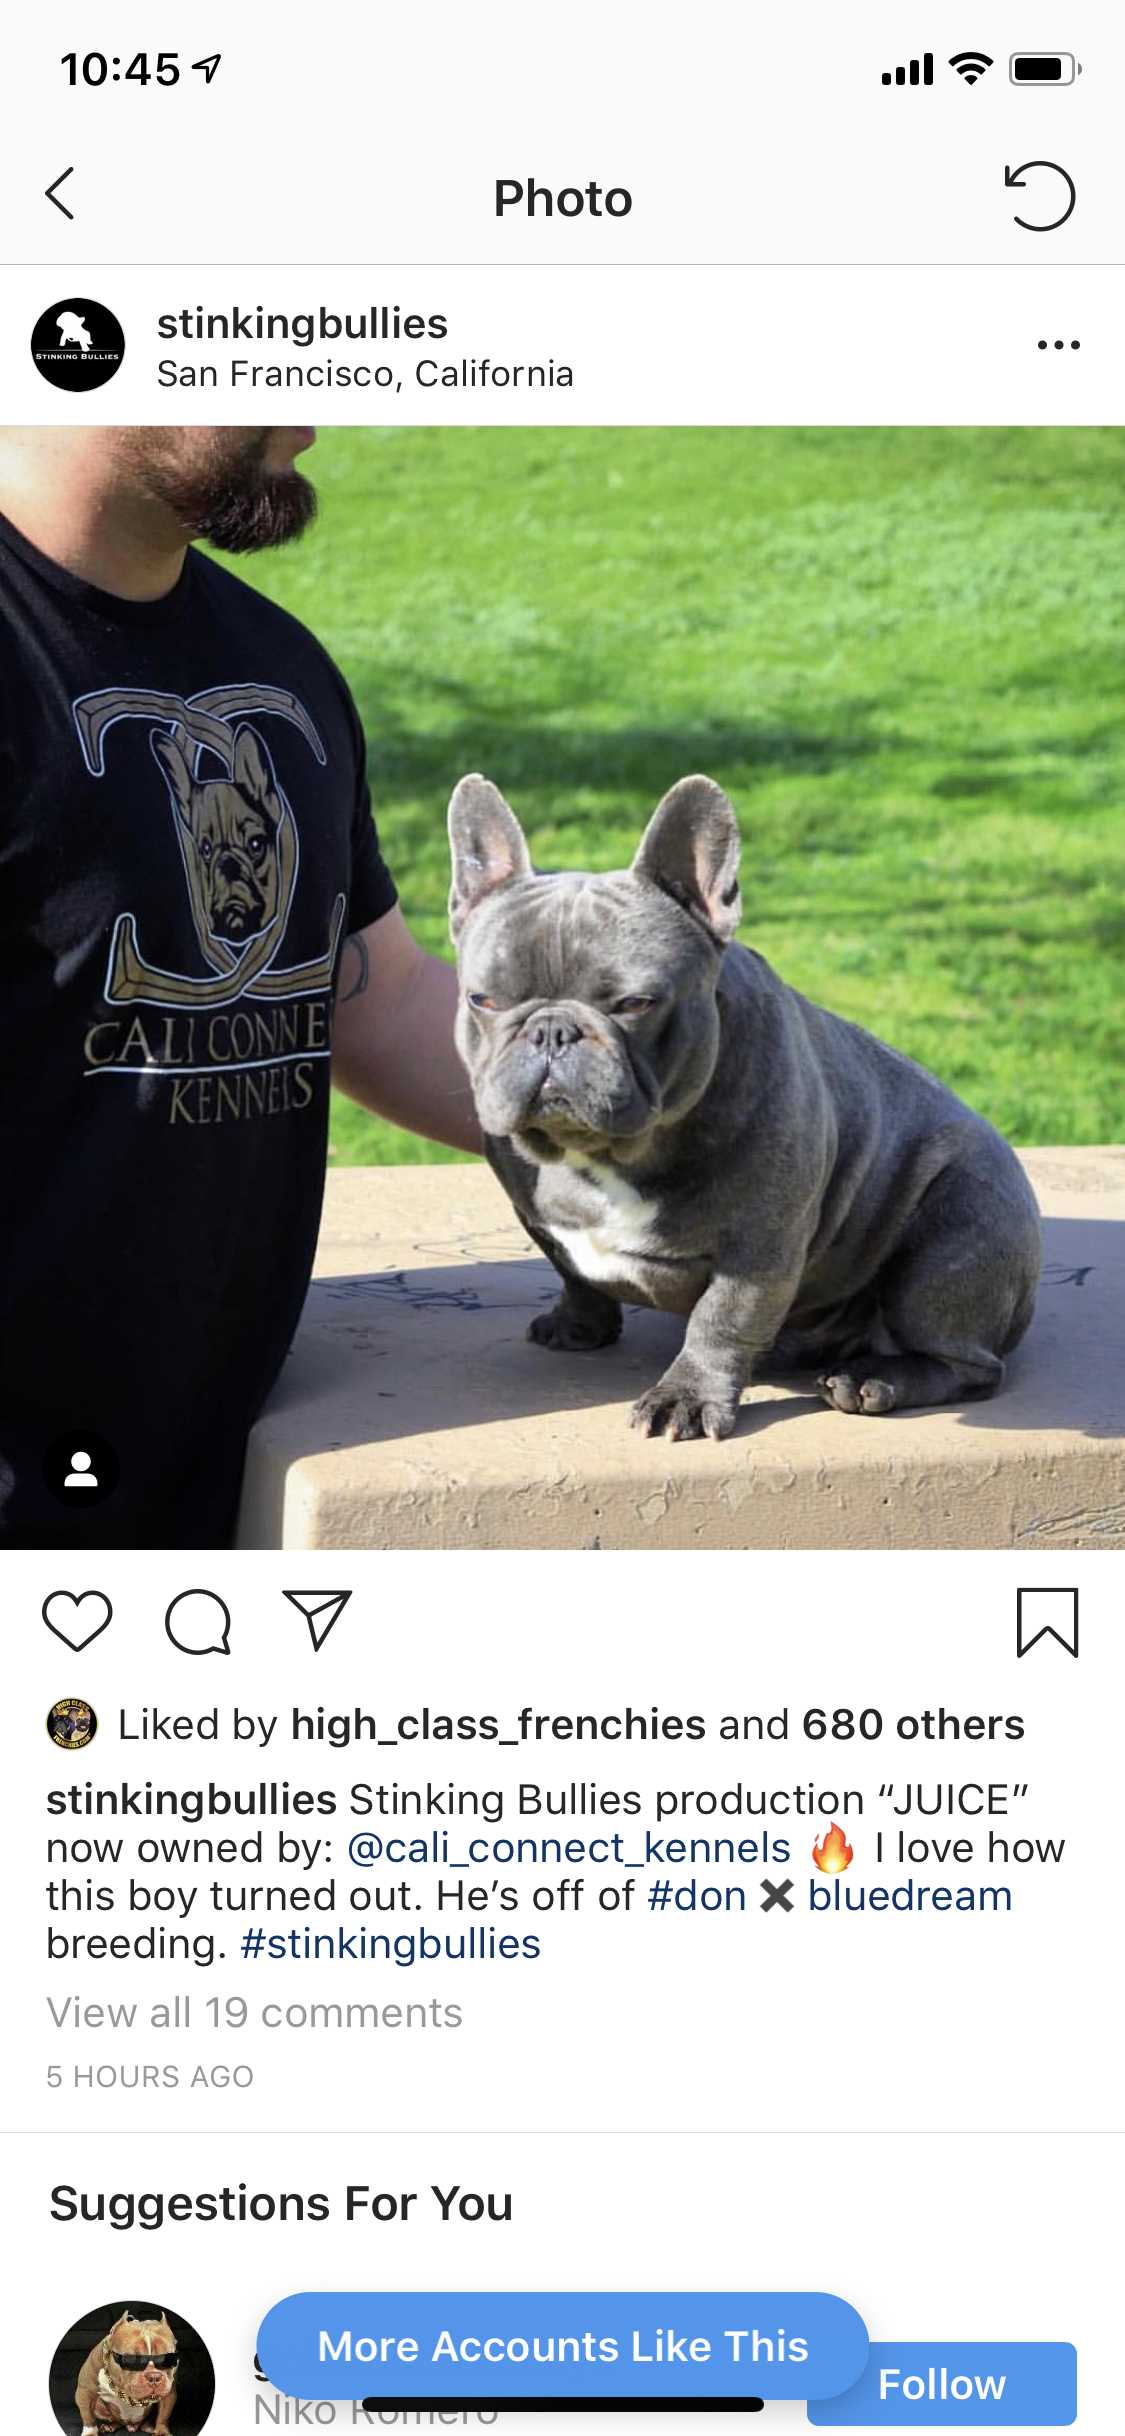 10:45
Photo
STINKING BULLIES
stinkingbullies
San Francisco, California
CALI CONNE
KENNELS
Liked by high_class_frenchies and 680 others
stinkingbullies Stinking Bullies production “JUICE”
now owned by: @cali_connect_kennels 🔥 I love how
this boy turned out. He’s off of #don ✖️ bluedream
breeding. #stinkingbullies
View all 19 comments
5 HOURS AGO
Suggestions For You
More Accounts Like This
Niko Romero
Follow